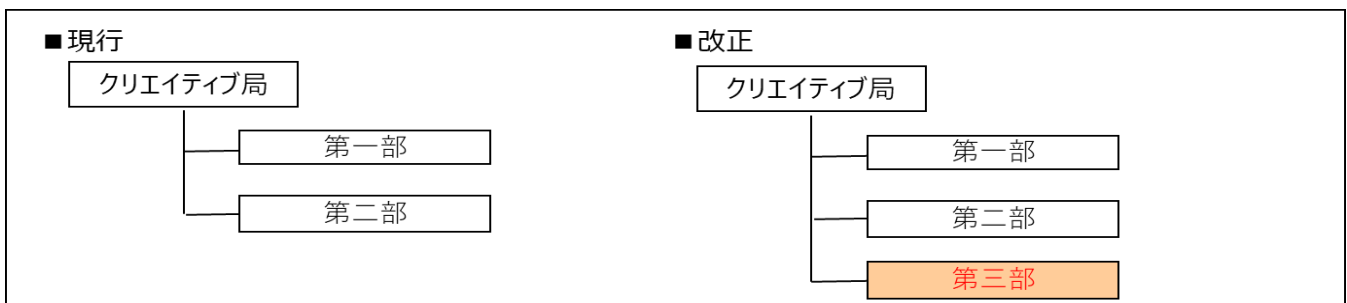 ■現行
クリエイティブ局
第一部
第二部
■改正
クリエイティブ局
第一部
第二部
第三部